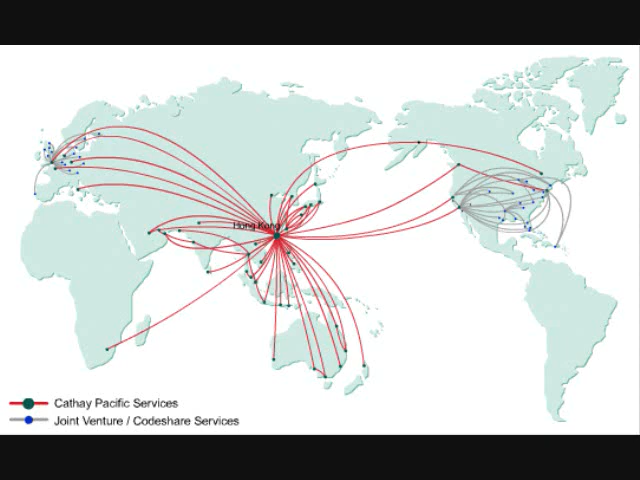 Hong Kong
Cathay Pacific Services
Joint Venture / Codeshare Services